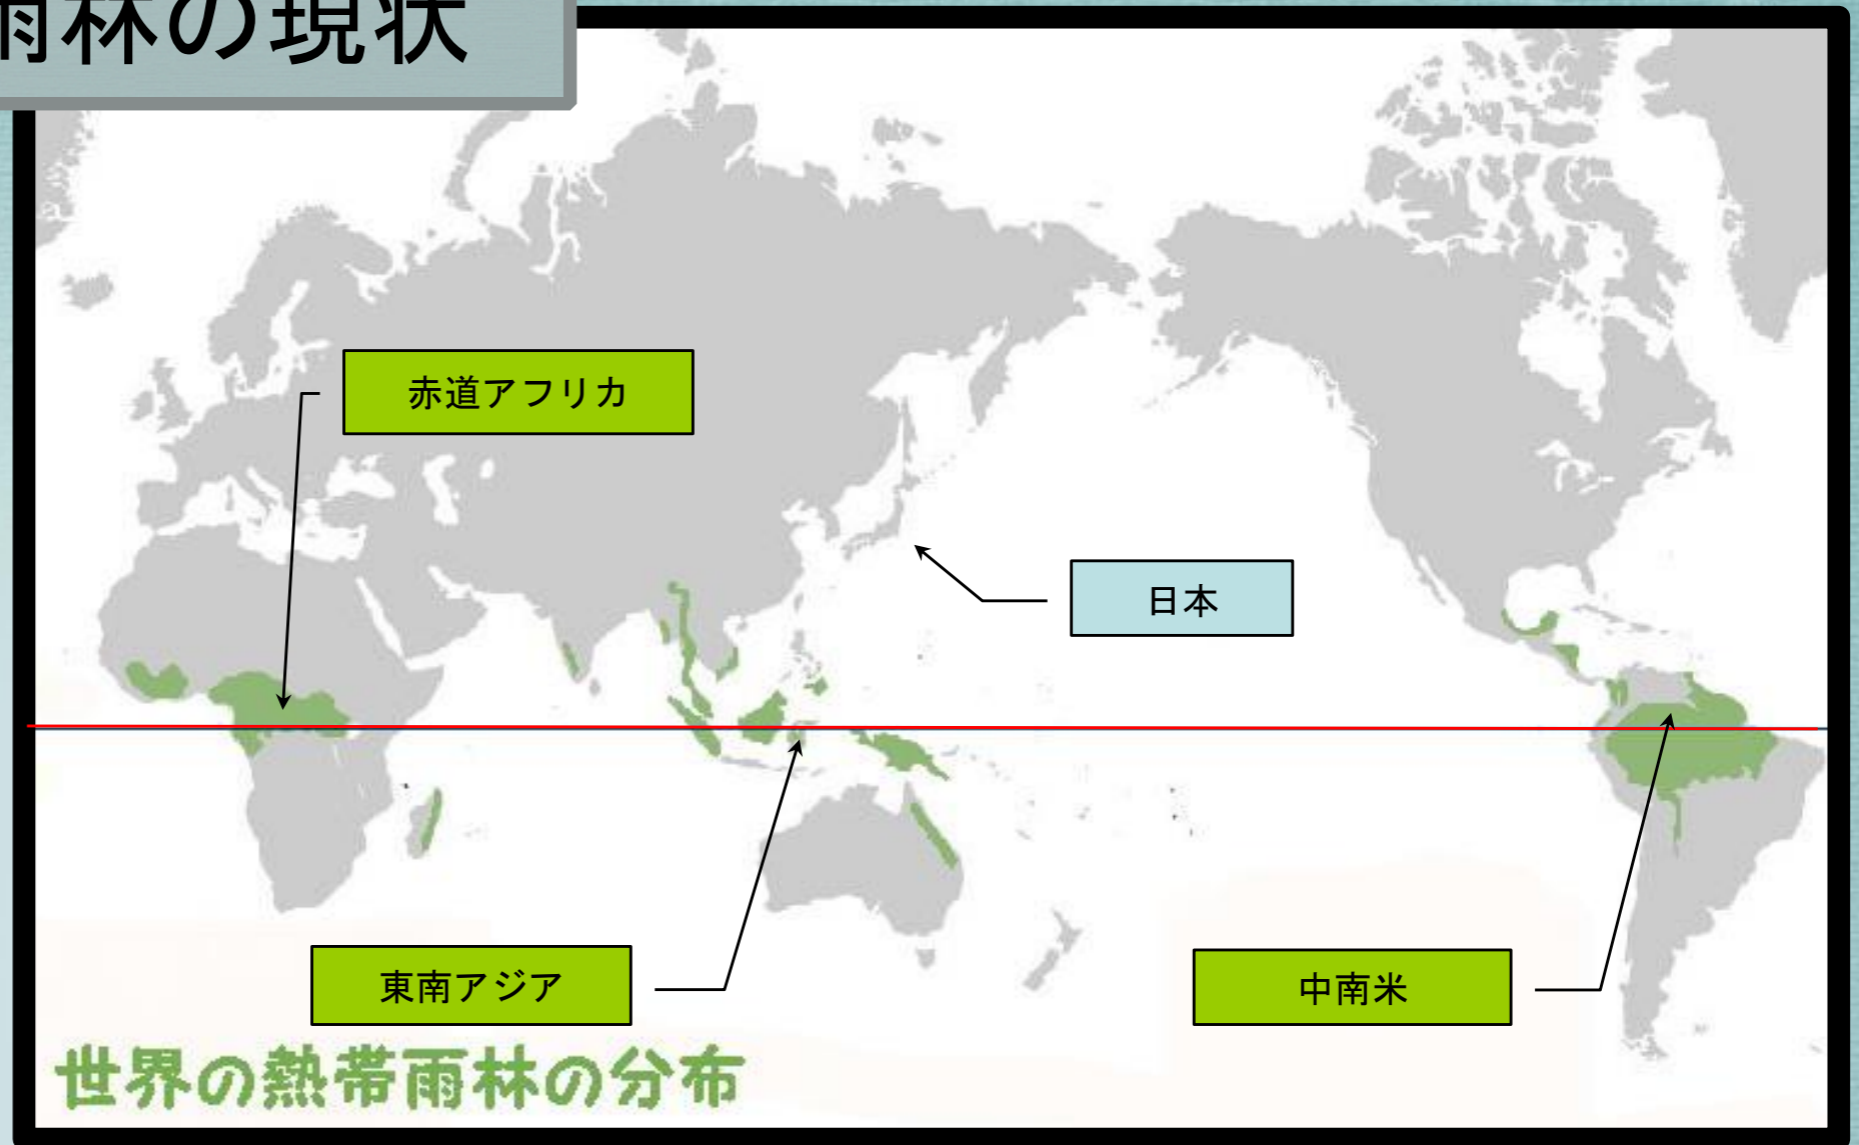 雨林の現状
赤道アフリカ
日本
東南アジア
中南米
世界の熱帯雨林の分布